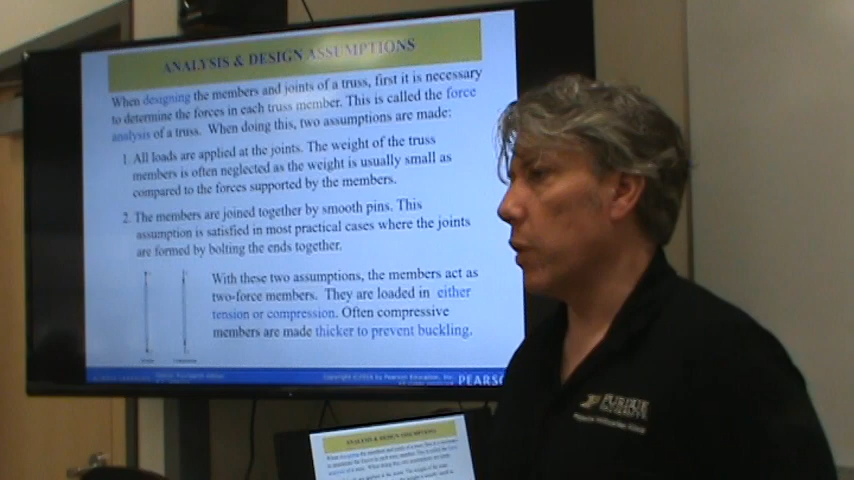 ANALYSIS & DESIGN ASSUMPTIONS
When designing the members and joints of a truss, first it is necessary
to determine the forces in each truss member. This is called the force
analysis of a truss. When doing this, two assumptions are made:
1. All loads are applied at the joints. The weight of the truss
members is often neglected as the weight is usually small as
compared to the forces supported by the members.
2. The members are joined together by smooth pins. This
assumption is satisfied in most practical cases where the joints
are formed by bolting the ends together.
With these two assumptions, the members act as
two-force members. They are loaded in either
tension or compression. Often compressive
members are made thicker to prevent buckling.
Copyright ©2016 by Pearson Education, Inc.
PEARS
PURDUE
UNIVERSITY
ANALYSIS & DESIGN ASSUMPTIONS